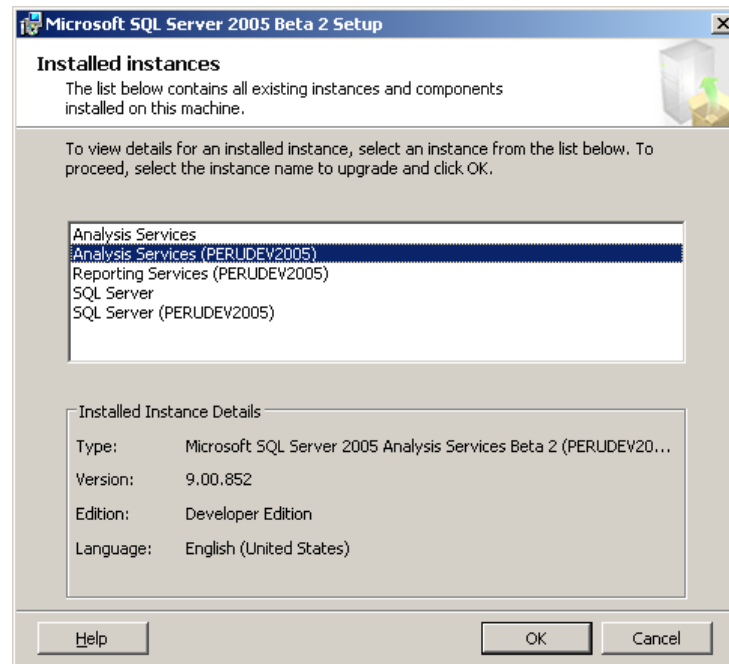 Microsoft SQL Server 2005 Beta 2 Setup
Installed instances
The list below contains all existing instances and components
installed on this machine.
To view details for an installed instance, select an instance from the list below. To
proceed, select the instance name to upgrade and click OK.
Analysis Services
Analysis Services (PERUDEV2005)
Reporting Services (PERUDEV2005)
SQL Server
SQL Server (PERUDEV2005)
Installed Instance Details
Type: Microsoft SQL Server 2005 Analysis Services Beta 2 (PERUDEV20...
Version: 9.00.852
Edition: Developer Edition
Language: English (United States)
Help OK Cancel